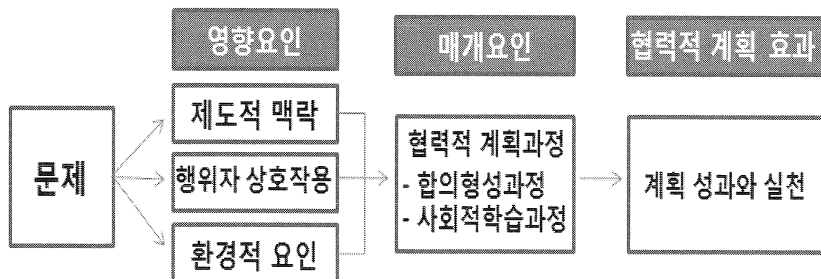 영향요인
매개요인
협력적 계획 효과
문제
제도적 맥락
행위자 상호작용
환경적 요인
협력적 계획과정
- 합의형성과정
- 사회적학습과정
계획 성과와 실천